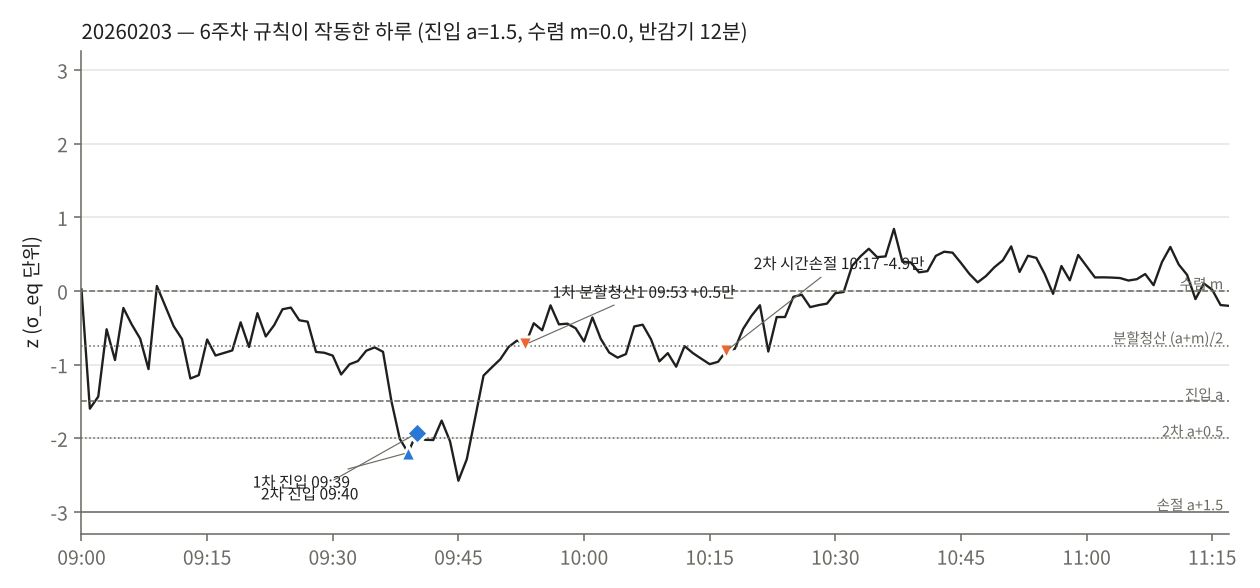 20260203 — 6주차 규칙이 작동한 하루 (진입 a=1.5, 수렴 m=0.0, 반감기 12분)
z (σ_eq 단위)
3
2
1
0
-1
-2
-3
2차 시간손절 10:17 -4.9만
수렴 m
1차 분할청산1 09:53 +0.5만
분할청산 (a+m)/2
진입 a
2차 a+0.5
1차 진입 09:39
2차 진입 09:40
손절 a+1.5
09:00
09:15
09:30
09:45
10:00
10:15
10:30
10:45
11:00
11:15